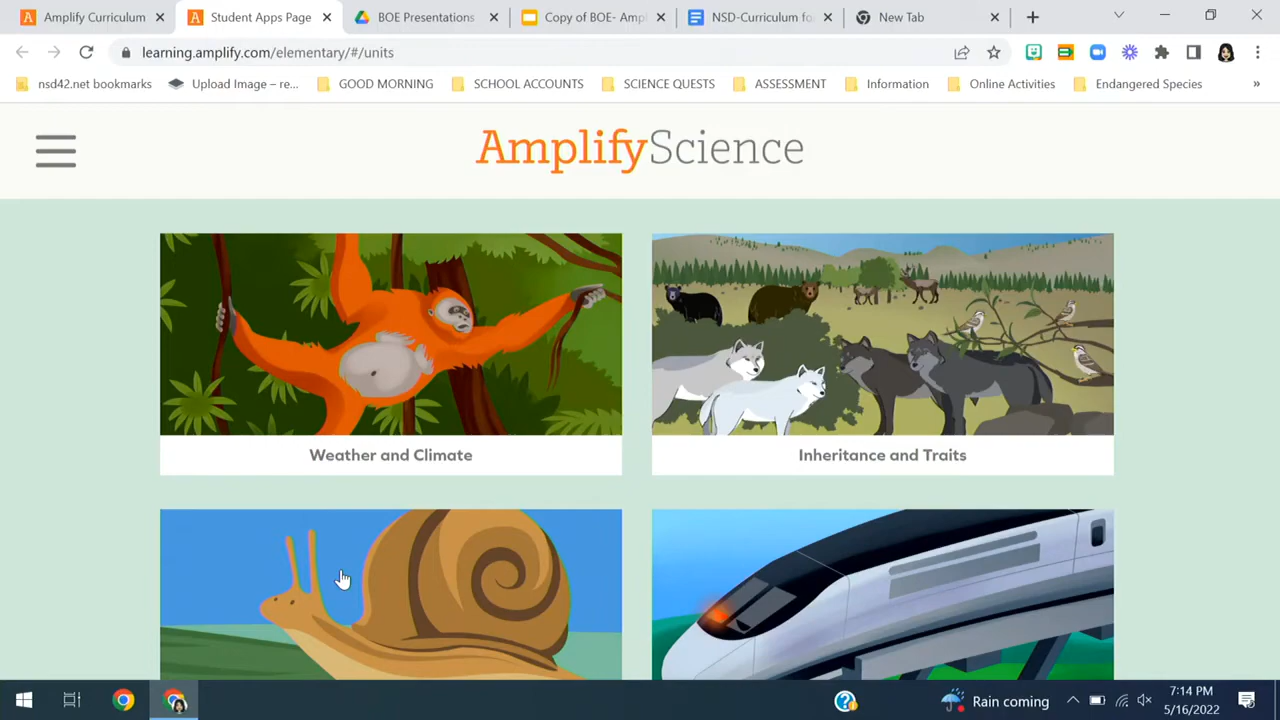 Amplify Curriculum
Student Apps Page
BOE Presentations
Copy of BOE- Ampl
NSD-Curriculum fo
New Tab
learning.amplify.com/elementary/#/units
nsd42.net bookmarks
Upload Image – re...
GOOD MORNING
SCHOOL ACCOUNTS
SCIENCE QUESTS
ASSESSMENT
Information
Online Activities
Endangered Species
AmplifyScience
Weather and Climate
Inheritance and Traits
Rain coming
7:14 PM
5/16/2022